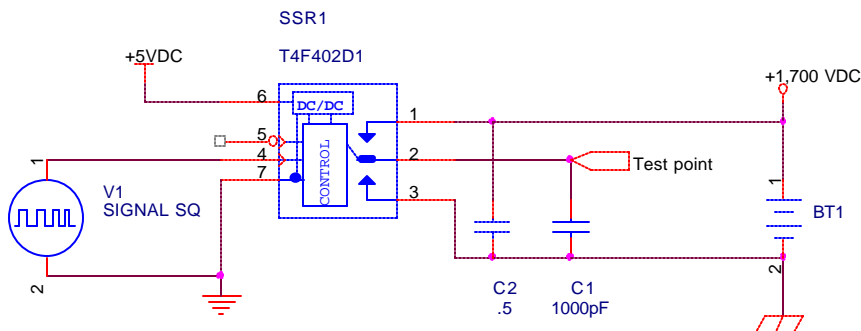 SSR1
T4F402D1
+5VDC
+1,700 VDC
6
DC/DC
1
5
4
2
7
3
CONTROL
Test point
1
V1
SIGNAL SQ
2
1
BT1
2
C2
.5
C1
1000pF